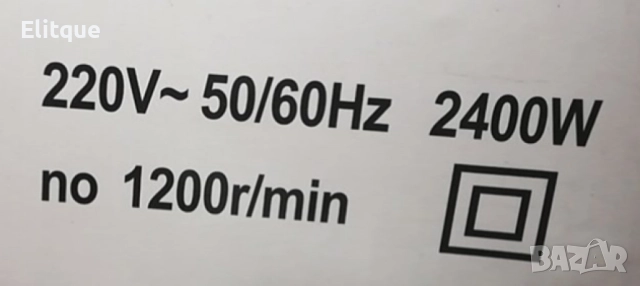 Elitque
220V~ 50/60Hz 2400W
no 1200r/min
BAZAR